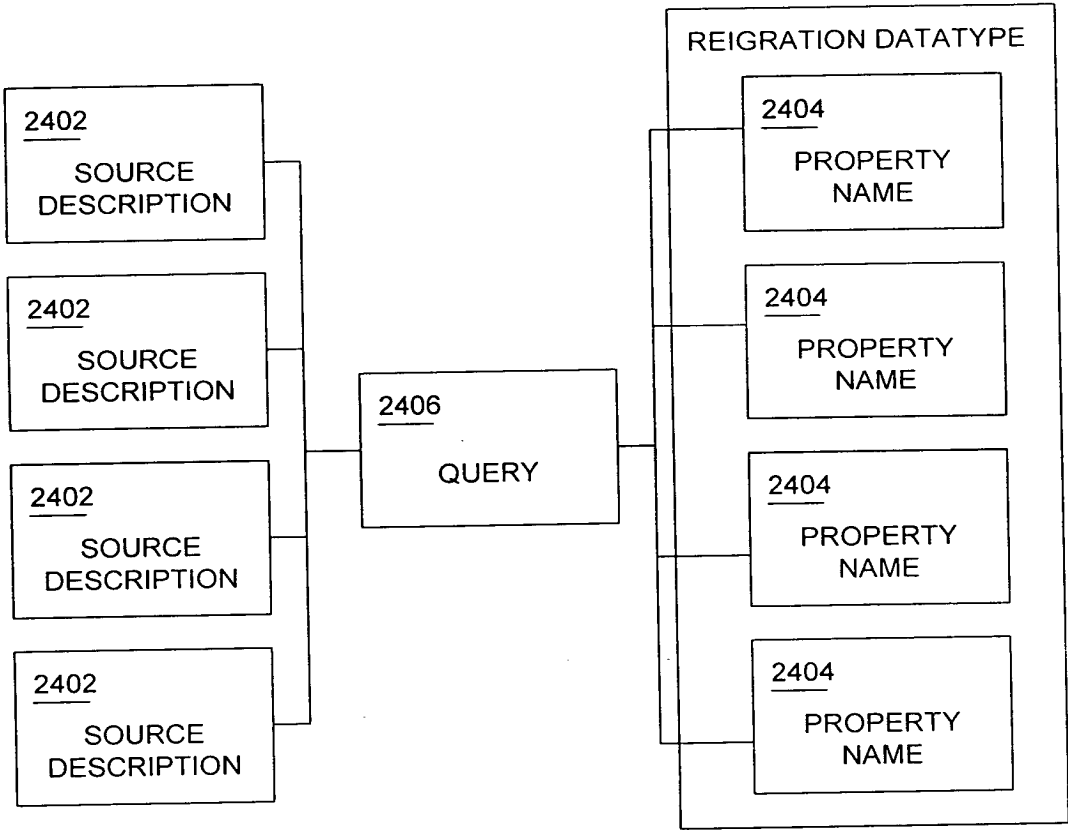 2402
SOURCE
DESCRIPTION
2402
SOURCE
DESCRIPTION
2402
SOURCE
DESCRIPTION
2402
SOURCE
DESCRIPTION
2406
QUERY
REIGRATION DATATYPE
2404
PROPERTY
NAME
2404
PROPERTY
NAME
2404
PROPERTY
NAME
2404
PROPERTY
NAME